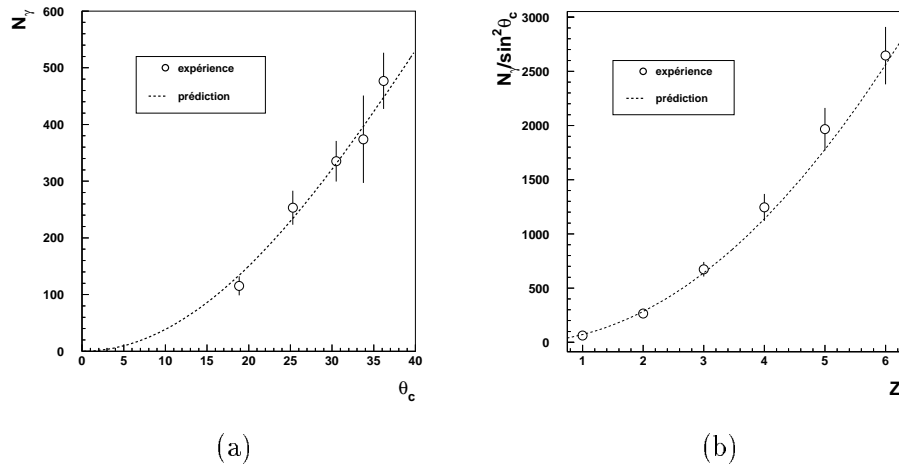 N_γ
600
500
400
300
200
100
0
expérience
prédiction
0 5 10 15 20 25 30 35 40
θ_c
(a)
N_γ/sin²θ_c
3000
2500
2000
1500
1000
500
0
expérience
prédiction
1 2 3 4 5 6
Z
(b)